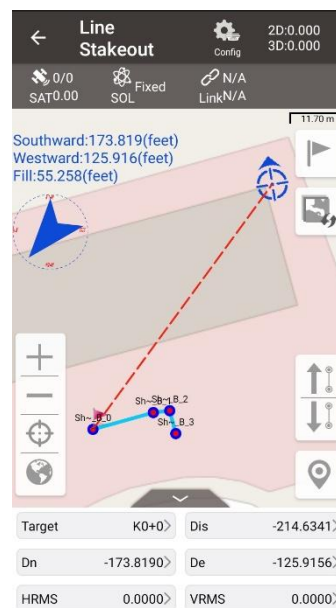 Line
Stakeout
Config
2D:0.000
3D:0.000
0/0
SAT0.00
Fixed
SOL
N/A
LinkN/A
11.70 m
Southward:173.819(feet)
Westward:125.916(feet)
Fill:55.258(feet)
Sh~_B_0
B_2
Sh~_B_3
Target K0+0
Dis -214.6341
Dn -173.8190
De -125.9156
HRMS 0.0000
VRMS 0.0000